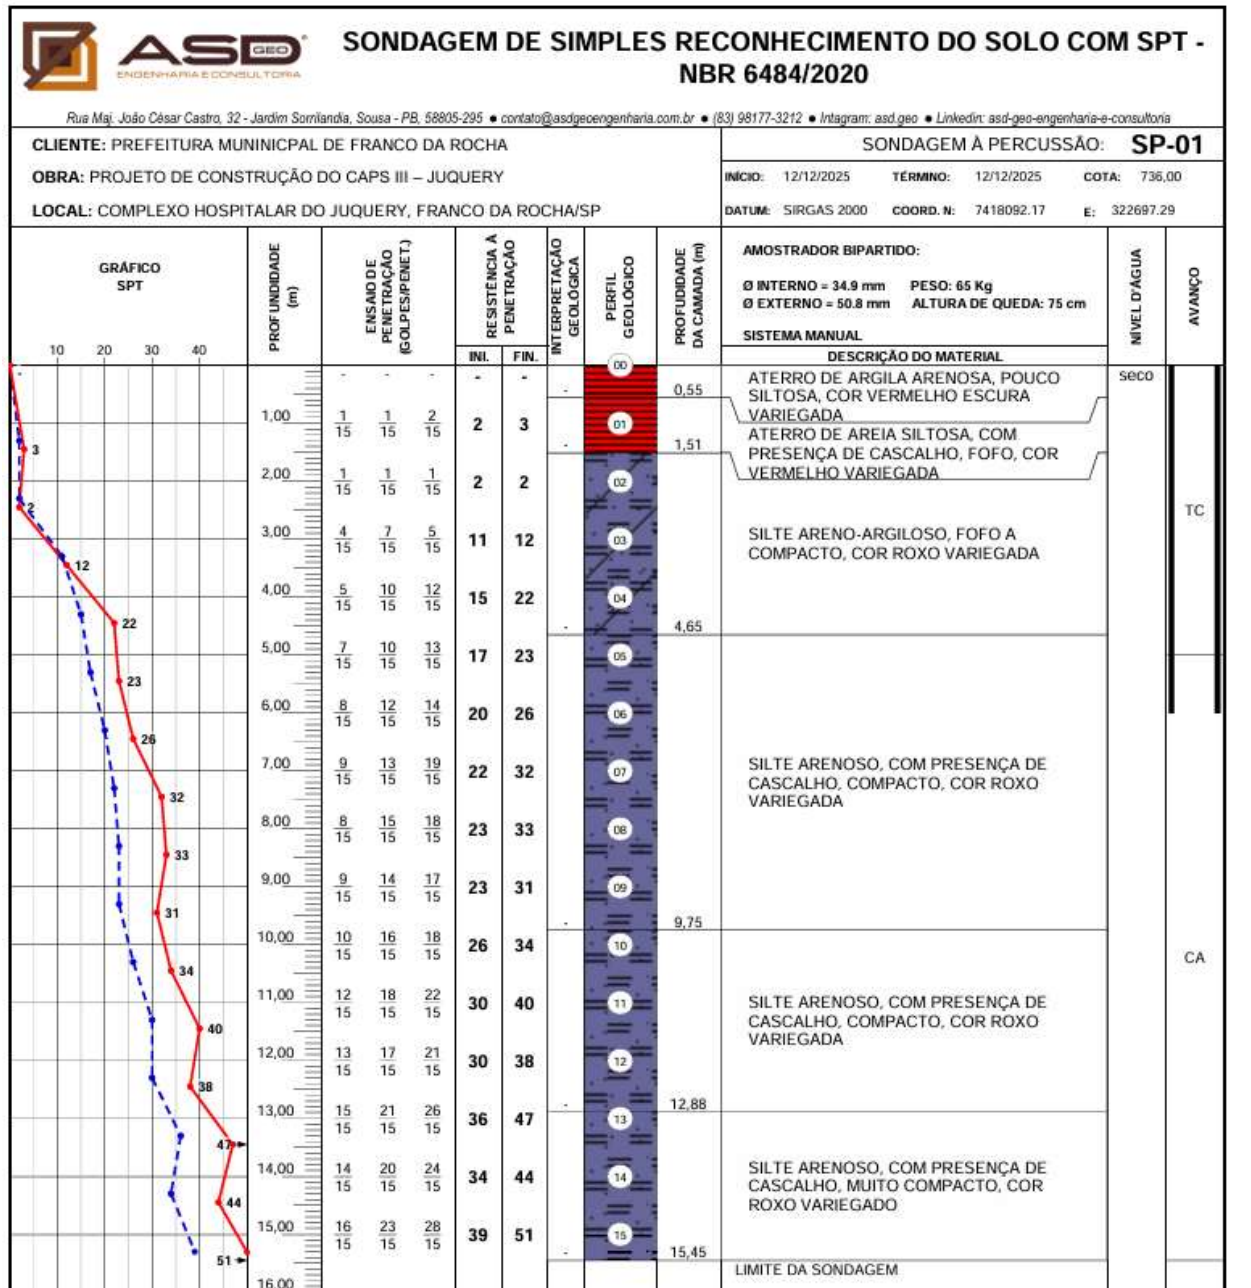 ASD GEO
ENGENHARIA E CONSULTORIA
SONDAGEM DE SIMPLES RECONHECIMENTO DO SOLO COM SPT -
NBR 6484/2020
Rua Maj. João César Castro, 32 - Jardim Sorrilandia, Sousa - PB, 58805-295 ● contato@asdgeoengenharia.com.br ● (83) 98177-3212 ● Intagram: asd.geo ● Linkedin: asd-geo-engenharia-e-consultoria
CLIENTE: PREFEITURA MUNINICPAL DE FRANCO DA ROCHA
OBRA: PROJETO DE CONSTRUÇÃO DO CAPS III – JUQUERY
LOCAL: COMPLEXO HOSPITALAR DO JUQUERY, FRANCO DA ROCHA/SP
SONDAGEM À PERCUSSÃO: SP-01
INÍCIO: 12/12/2025 TÉRMINO: 12/12/2025 COTA: 736,00
DATUM: SIRGAS 2000 COORD. N: 7418092.17 E: 322697.29
GRÁFICO
SPT
10 20 30 40
PROFUNDIDADE
(m)
ENSAIO DE
PENETRAÇÃO
(GOLPES/PENET.)
RESISTÊNCIA À
PENETRAÇÃO
INI. FIN.
INTERPRETAÇÃO
GEOLÓGICA
PERFIL
GEOLÓGICO
PROFUDIDADE
DA CAMADA (m)
AMOSTRADOR BIPARTIDO:
Ø INTERNO = 34.9 mm PESO: 65 Kg
Ø EXTERNO = 50.8 mm ALTURA DE QUEDA: 75 cm
SISTEMA MANUAL
DESCRIÇÃO DO MATERIAL
NÍVEL D'ÁGUA
AVANÇO
- - - - - - 00
1,00 1/15 1/15 2/15 2 3 01
2,00 1/15 1/15 1/15 2 2 02
3,00 4/15 7/15 5/15 11 12 03
4,00 5/15 10/15 12/15 15 22 04
5,00 7/15 10/15 13/15 17 23 05
6,00 8/15 12/15 14/15 20 26 06
7,00 9/15 13/15 19/15 22 32 07
8,00 8/15 15/15 18/15 23 33 08
9,00 9/15 14/15 17/15 23 31 09
10,00 10/15 16/15 18/15 26 34 10
11,00 12/15 18/15 22/15 30 40 11
12,00 13/15 17/15 21/15 30 38 12
13,00 15/15 21/15 26/15 36 47 13
14,00 14/15 20/15 24/15 34 44 14
15,00 16/15 23/15 28/15 39 51 15
16,00
3
2
12
22
23
26
32
33
31
34
40
38
47
44
51
0,55
1,51
4,65
9,75
12,88
15,45
ATERRO DE ARGILA ARENOSA, POUCO
SILTOSA, COR VERMELHO ESCURA
VARIEGADA
ATERRO DE AREIA SILTOSA, COM
PRESENÇA DE CASCALHO, FOFO, COR
VERMELHO VARIEGADA
SILTE ARENO-ARGILOSO, FOFO A
COMPACTO, COR ROXO VARIEGADA
SILTE ARENOSO, COM PRESENÇA DE
CASCALHO, COMPACTO, COR ROXO
VARIEGADA
SILTE ARENOSO, COM PRESENÇA DE
CASCALHO, COMPACTO, COR ROXO
VARIEGADA
SILTE ARENOSO, COM PRESENÇA DE
CASCALHO, MUITO COMPACTO, COR
ROXO VARIEGADO
LIMITE DA SONDAGEM
seco
TC
CA